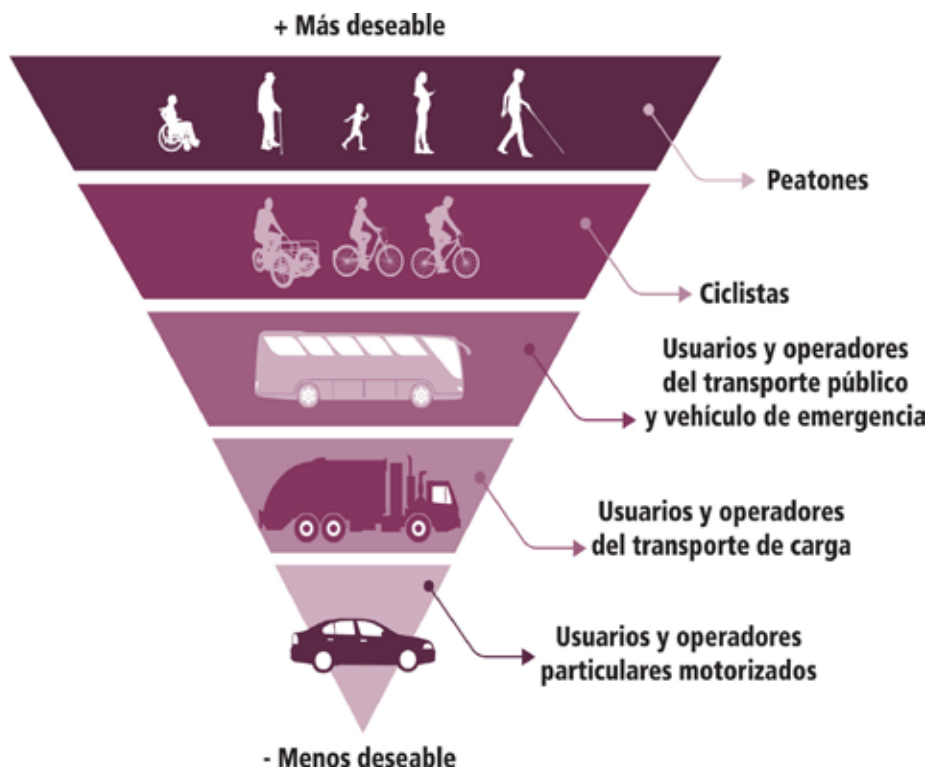 + Más deseable
Peatones
Ciclistas
Usuarios y operadores
del transporte público
y vehículo de emergencia
Usuarios y operadores
del transporte de carga
Usuarios y operadores
particulares motorizados
- Menos deseable